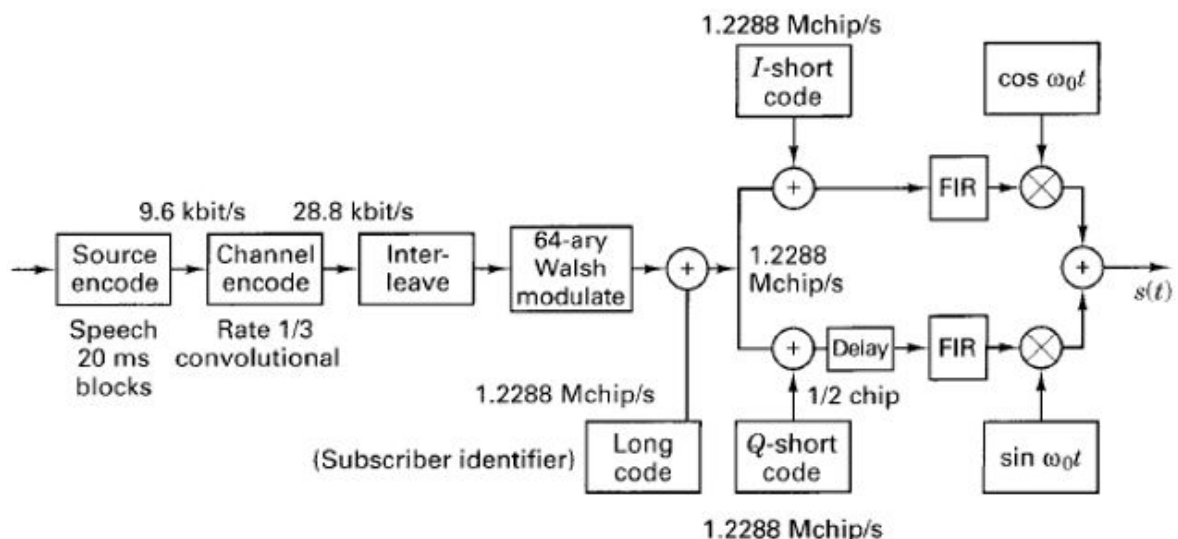 1.2288 Mchip/s
I-short
code
cos ω₀t
FIR
9.6 kbit/s
28.8 kbit/s
Source
encode
Channel
encode
Inter-
leave
64-ary
Walsh
modulate
1.2288
Mchip/s
s(t)
Speech
20 ms
blocks
Rate 1/3
convolutional
Delay
FIR
1/2 chip
1.2288 Mchip/s
(Subscriber identifier)
Long
code
Q-short
code
sin ω₀t
1.2288 Mchip/s